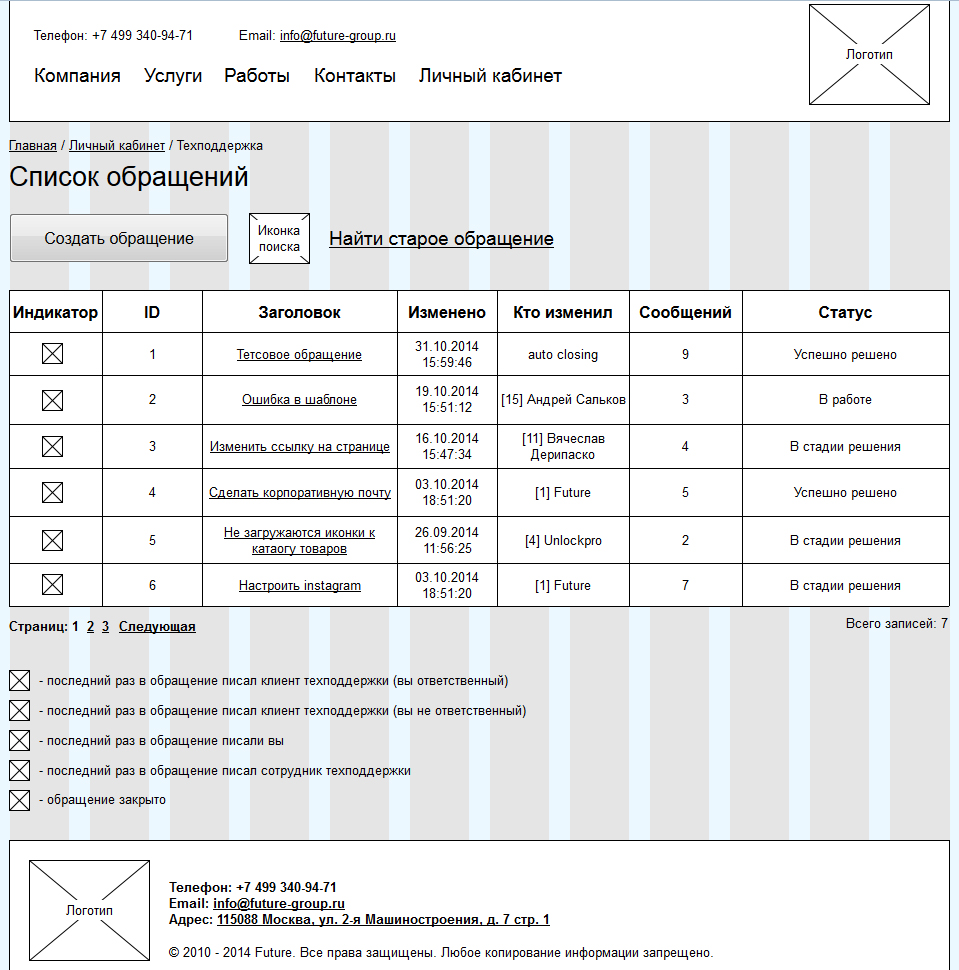 Телефон: +7 499 340-94-71 Email: info@future-group.ru
Компания Услуги Работы Контакты Личный кабинет
Логотип
Главная / Личный кабинет / Техподдержка
Список обращений
Создать обращение
Иконка
поиска
Найти старое обращение
Индикатор ID Заголовок Изменено Кто изменил Сообщений Статус
1 Тетсовое обращение 31.10.2014 15:59:46 auto closing 9 Успешно решено
2 Ошибка в шаблоне 19.10.2014 15:51:12 [15] Андрей Сальков 3 В работе
3 Изменить ссылку на странице 16.10.2014 15:47:34 [11] Вячеслав Дерипаско 4 В стадии решения
4 Сделать корпоративную почту 03.10.2014 18:51:20 [1] Future 5 Успешно решено
5 Не загружаются иконки к катаогу товаров 26.09.2014 11:56:25 [4] Unlockpro 2 В стадии решения
6 Настроить instagram 03.10.2014 18:51:20 [1] Future 7 В стадии решения
Страниц: 1 2 3 Следующая
Всего записей: 7
- последний раз в обращение писал клиент техподдержки (вы ответственный)
- последний раз в обращение писал клиент техподдержки (вы не ответственный)
- последний раз в обращение писали вы
- последний раз в обращение писал сотрудник техподдержки
- обращение закрыто
Логотип
Телефон: +7 499 340-94-71
Email: info@future-group.ru
Адрес: 115088 Москва, ул. 2-я Машиностроения, д. 7 стр. 1
© 2010 - 2014 Future. Все права защищены. Любое копирование информации запрещено.